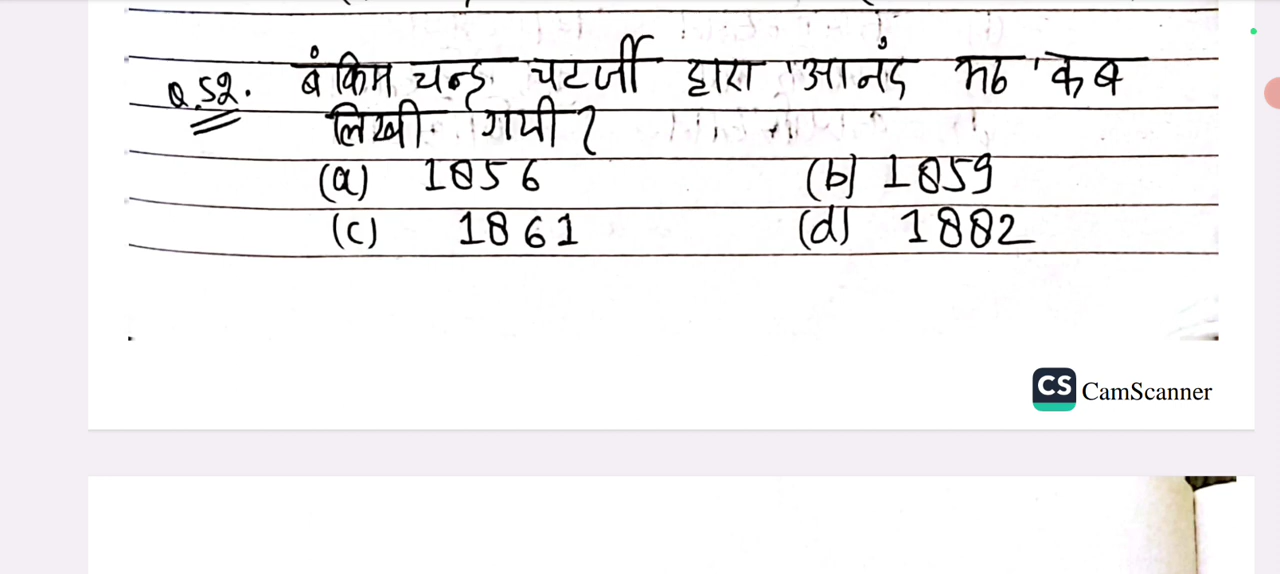 Q.52. बंकिम चन्द्र चटर्जी द्वारा 'आनंद मठ' कब
लिखी गयी?
(a) 1856 (b) 1859
(c) 1861 (d) 1882
CS CamScanner